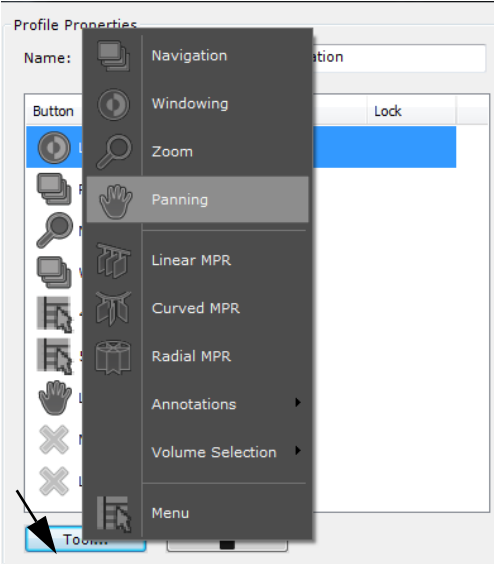 Profile Properties
Name:
ation
Button
Lock
Navigation
Windowing
Zoom
Panning
Linear MPR
Curved MPR
Radial MPR
Annotations
Volume Selection
Menu
Tool...